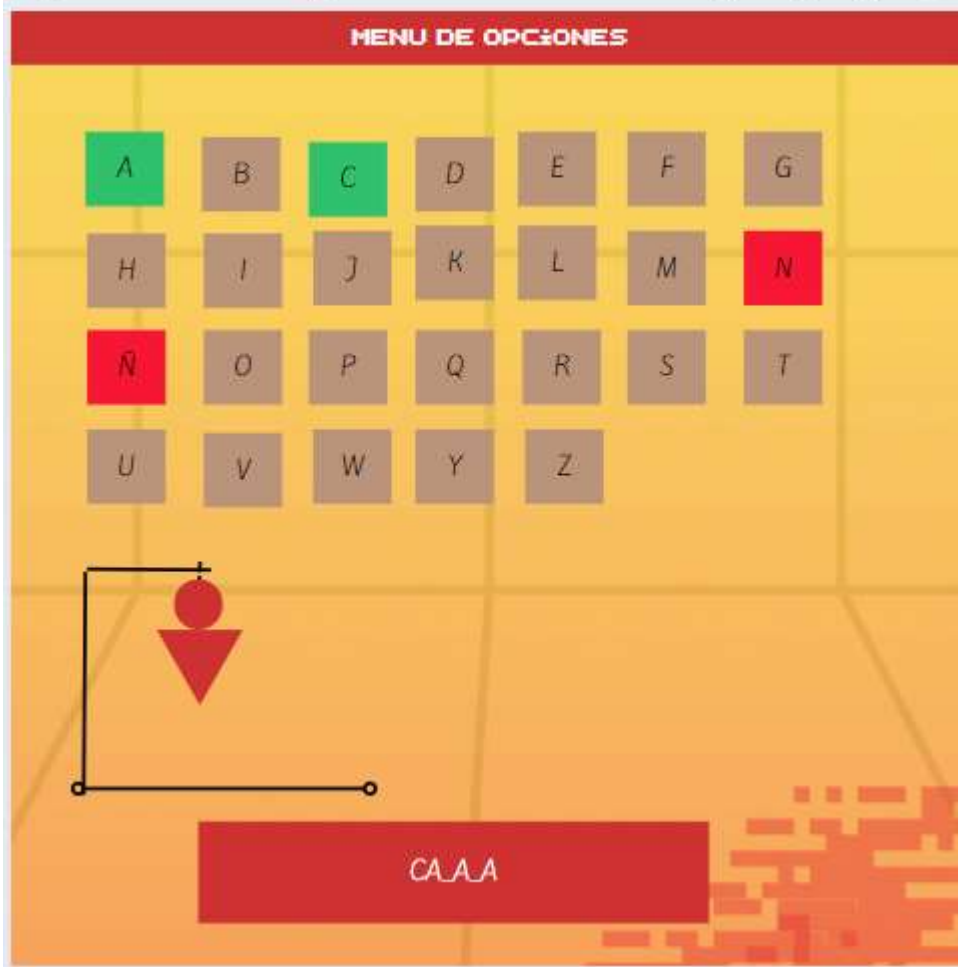 MENU DE OPCiONES
A B C D E F G
H I J K L M N
Ñ O P Q R S T
U V W Y Z
CA_A_A